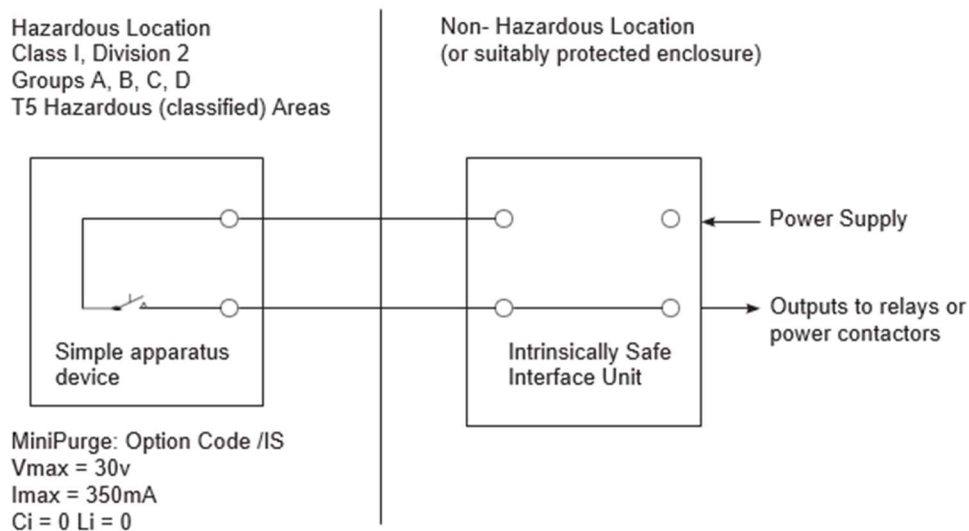 Hazardous Location
Class I, Division 2
Groups A, B, C, D
T5 Hazardous (classified) Areas
Non- Hazardous Location
(or suitably protected enclosure)
Power Supply
Outputs to relays or
power contactors
Simple apparatus
device
Intrinsically Safe
Interface Unit
MiniPurge: Option Code /IS
Vmax = 30v
Imax = 350mA
Ci = 0 Li = 0